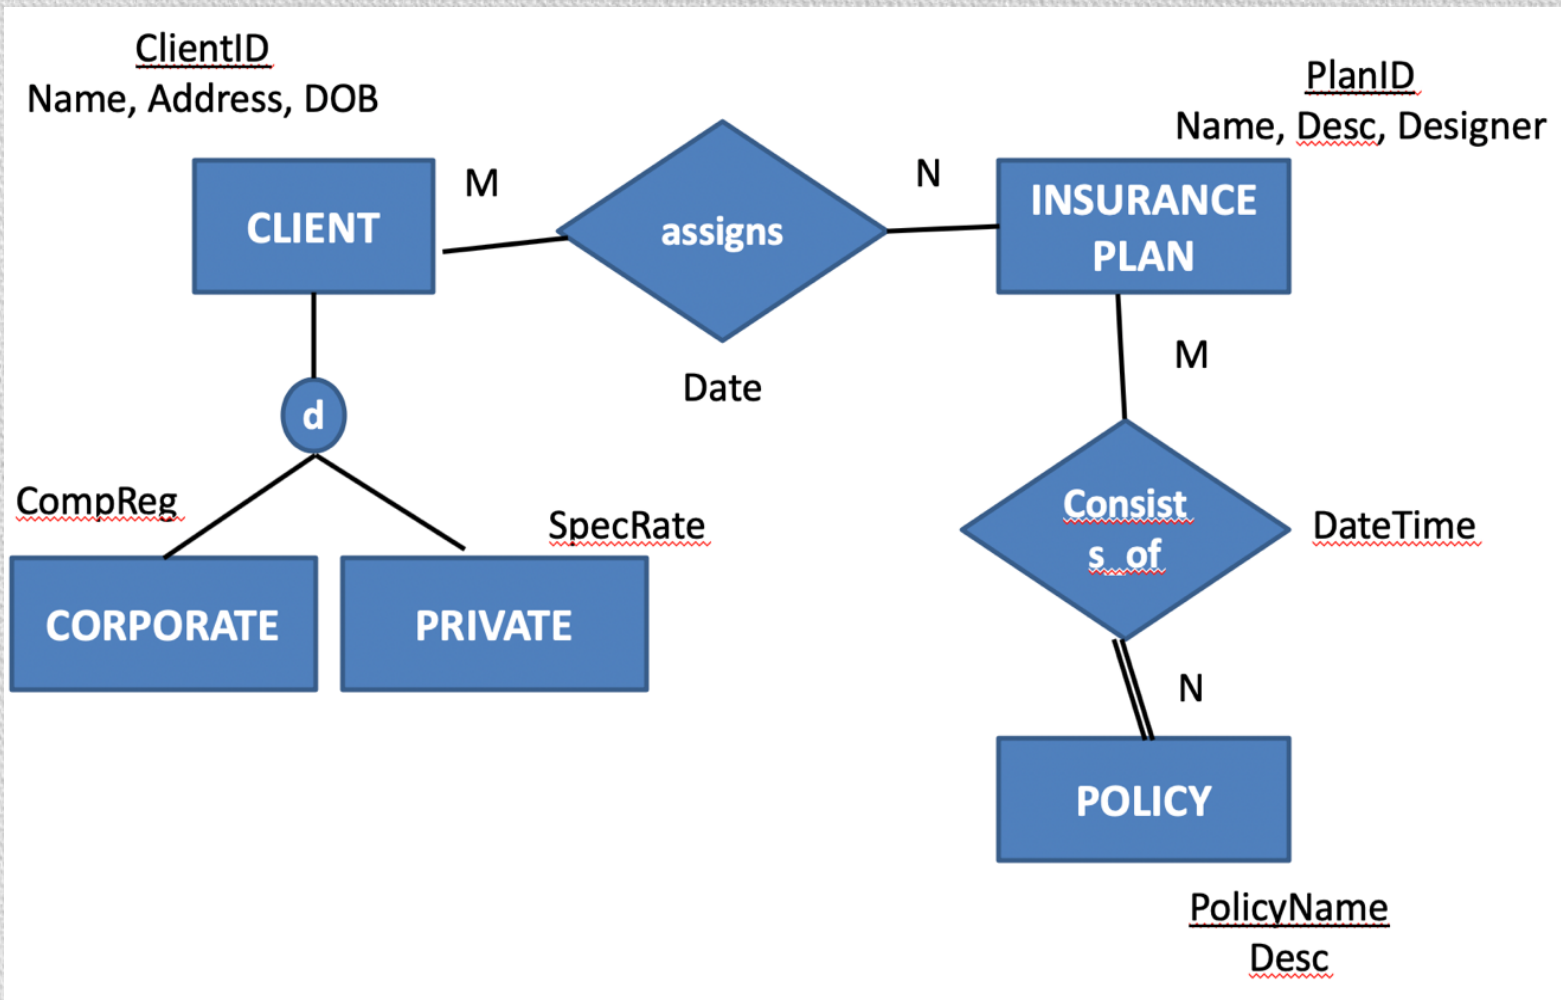 ClientID
Name, Address, DOB
PlanID
Name, Desc, Designer
CLIENT
M
assigns
N
INSURANCE
PLAN
Date
M
d
CompReg
SpecRate
Consist
s_of
DateTime
CORPORATE
PRIVATE
N
POLICY
PolicyName
Desc